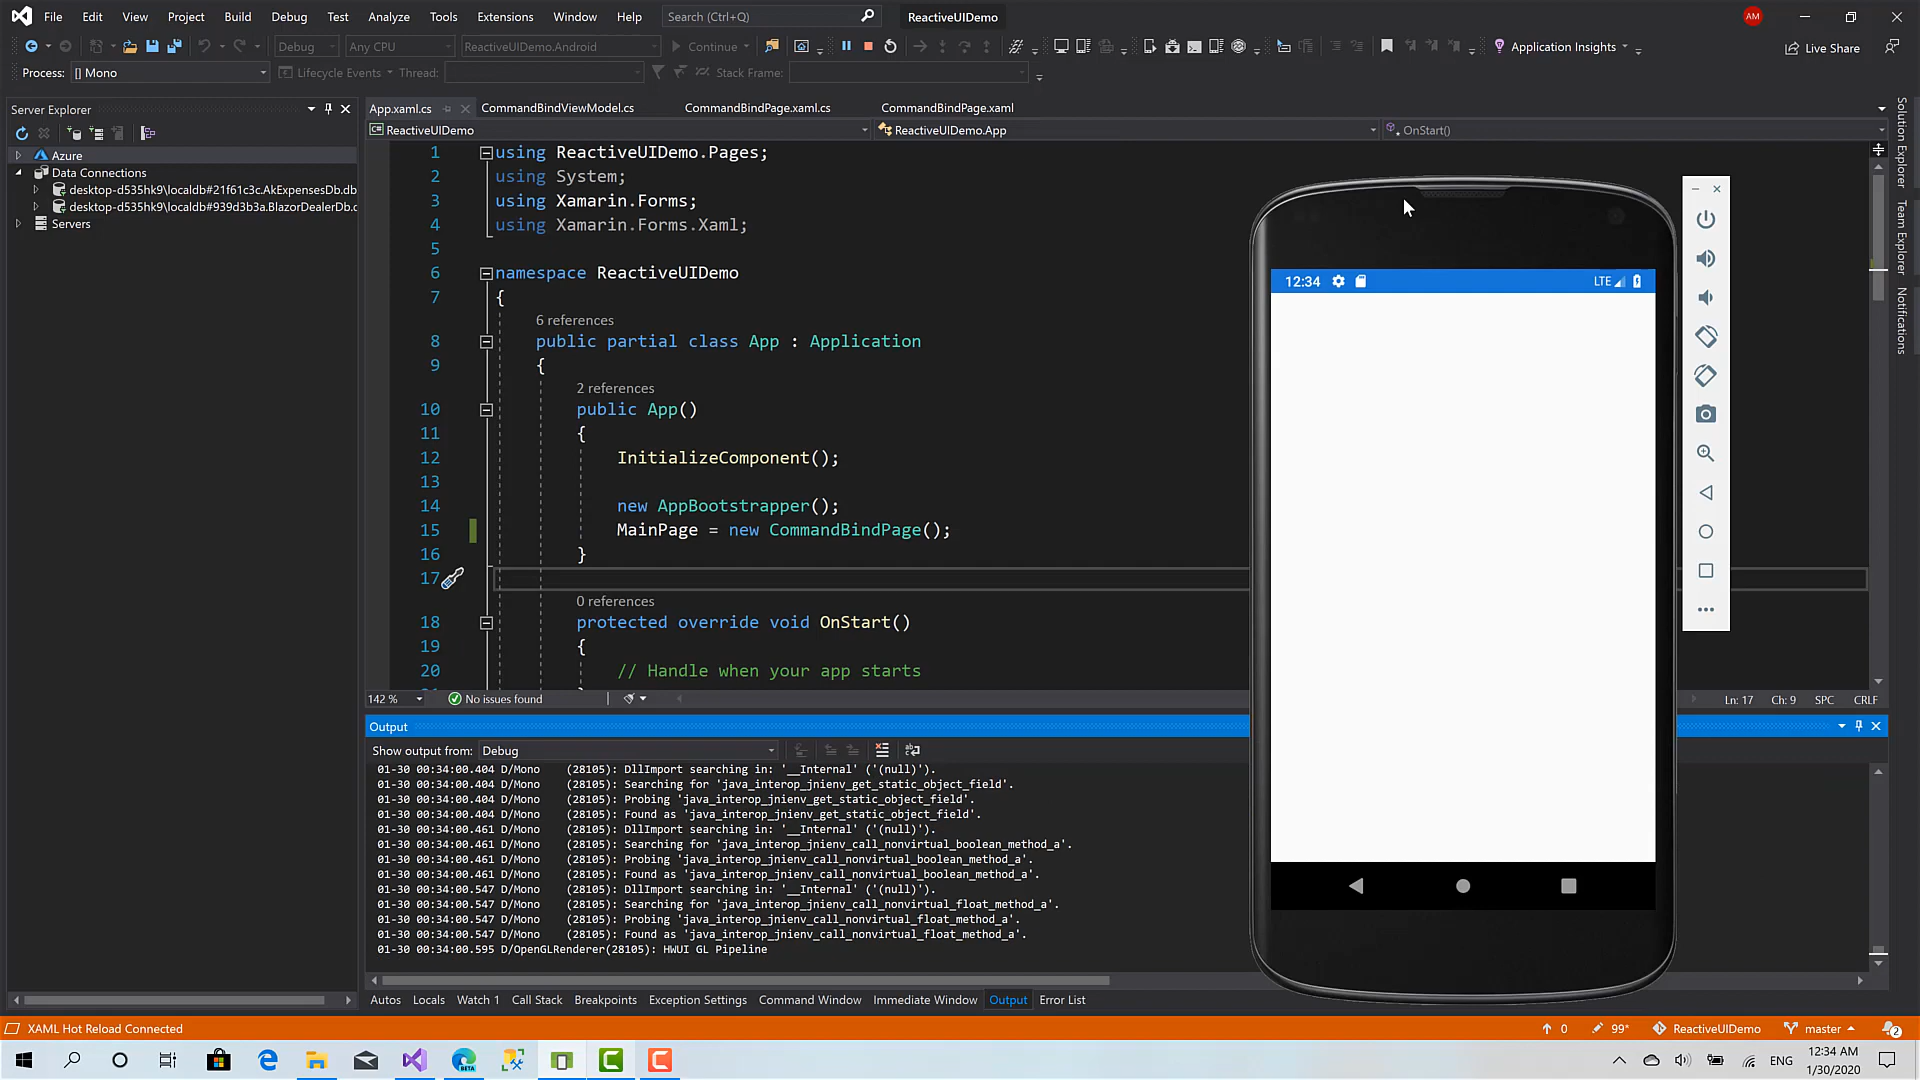 File Edit View Project Build Debug Test Analyze Tools Extensions Window Help Search (Ctrl+Q) ReactiveUIDemo AM
Debug Any CPU ReactiveUIDemo.Android Continue Application Insights Live Share
Process: [] Mono Lifecycle Events Thread: Stack Frame:
Server Explorer
Azure
Data Connections
desktop-d535hk9\localdb#21f61c3c.AkExpensesDb.db
desktop-d535hk9\localdb#939d3b3a.BlazorDealerDb.c
Servers
App.xaml.cs CommandBindViewModel.cs CommandBindPage.xaml.cs CommandBindPage.xaml
ReactiveUIDemo ReactiveUIDemo.App OnStart()
1 using ReactiveUIDemo.Pages;
2 using System;
3 using Xamarin.Forms;
4 using Xamarin.Forms.Xaml;
5
6 namespace ReactiveUIDemo
7 {
6 references
8 public partial class App : Application
9 {
2 references
10 public App()
11 {
12 InitializeComponent();
13
14 new AppBootstrapper();
15 MainPage = new CommandBindPage();
16 }
17
0 references
18 protected override void OnStart()
19 {
20 // Handle when your app starts
142 % No issues found Ln: 17 Ch: 9 SPC CRLF
12:34 LTE
Solution Explorer
Team Explorer
Notifications
Output
Show output from: Debug
01-30 00:34:00.404 D/Mono (28105): DllImport searching in: '__Internal' ('(null)').
01-30 00:34:00.404 D/Mono (28105): Searching for 'java_interop_jnienv_get_static_object_field'.
01-30 00:34:00.404 D/Mono (28105): Probing 'java_interop_jnienv_get_static_object_field'.
01-30 00:34:00.404 D/Mono (28105): Found as 'java_interop_jnienv_get_static_object_field'.
01-30 00:34:00.461 D/Mono (28105): DllImport searching in: '__Internal' ('(null)').
01-30 00:34:00.461 D/Mono (28105): Searching for 'java_interop_jnienv_call_nonvirtual_boolean_method_a'.
01-30 00:34:00.461 D/Mono (28105): Probing 'java_interop_jnienv_call_nonvirtual_boolean_method_a'.
01-30 00:34:00.461 D/Mono (28105): Found as 'java_interop_jnienv_call_nonvirtual_boolean_method_a'.
01-30 00:34:00.547 D/Mono (28105): DllImport searching in: '__Internal' ('(null)').
01-30 00:34:00.547 D/Mono (28105): Searching for 'java_interop_jnienv_call_nonvirtual_float_method_a'.
01-30 00:34:00.547 D/Mono (28105): Probing 'java_interop_jnienv_call_nonvirtual_float_method_a'.
01-30 00:34:00.547 D/Mono (28105): Found as 'java_interop_jnienv_call_nonvirtual_float_method_a'.
01-30 00:34:00.595 D/OpenGLRenderer(28105): HWUI GL Pipeline
Autos Locals Watch 1 Call Stack Breakpoints Exception Settings Command Window Immediate Window Output Error List
XAML Hot Reload Connected 0 99* ReactiveUIDemo master 2
BETA ENG 12:34 AM
1/30/2020